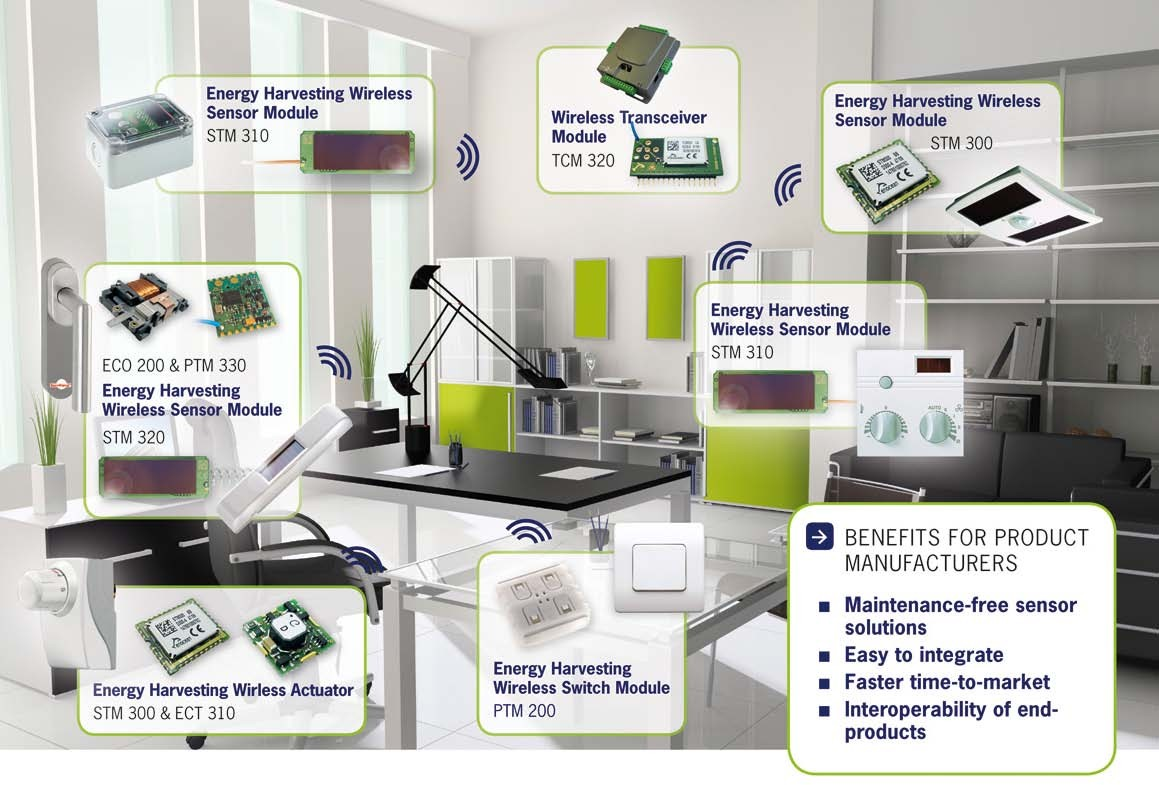 Energy Harvesting Wireless
Sensor Module
STM 310
Wireless Transceiver
Module
TCM 320
Energy Harvesting Wireless
Sensor Module
STM 300
ECO 200 & PTM 330
Energy Harvesting
Wireless Sensor Module
STM 320
Energy Harvesting
Wireless Sensor Module
STM 310
Energy Harvesting Wirless Actuator
STM 300 & ECT 310
Energy Harvesting
Wireless Switch Module
PTM 200
BENEFITS FOR PRODUCT
MANUFACTURERS
■ Maintenance-free sensor
solutions
■ Easy to integrate
■ Faster time-to-market
■ Interoperability of end-
products